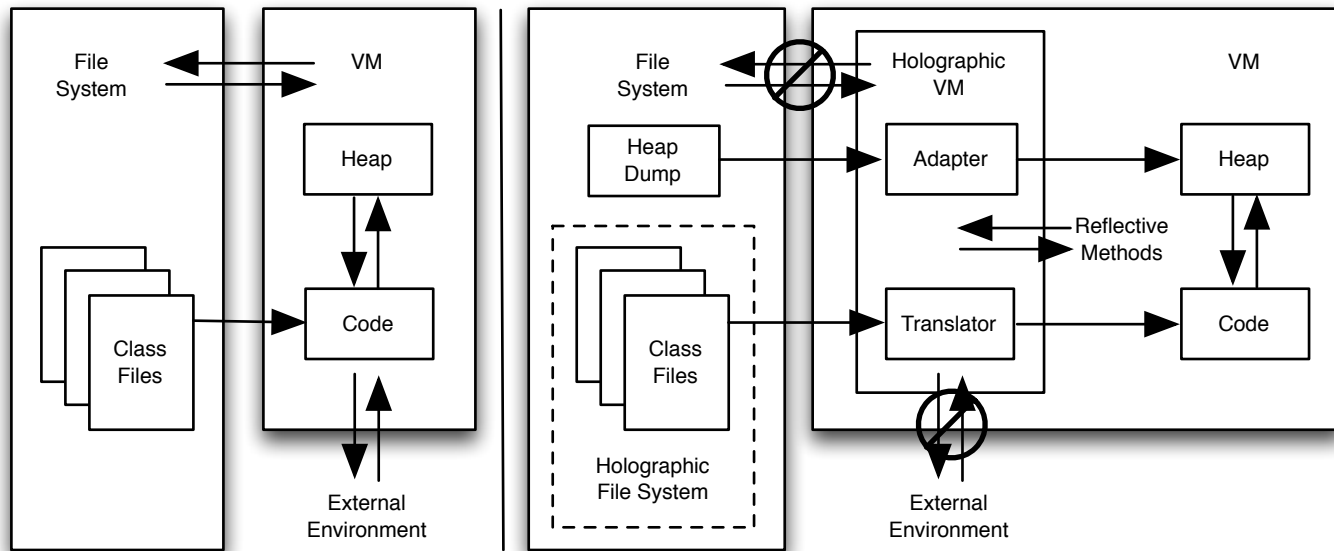 File
System
VM
Heap
Code
Class
Files
External
Environment
File
System
Holographic
VM
VM
Heap
Dump
Adapter
Heap
Reflective
Methods
Class
Files
Translator
Code
Holographic
File System
External
Environment